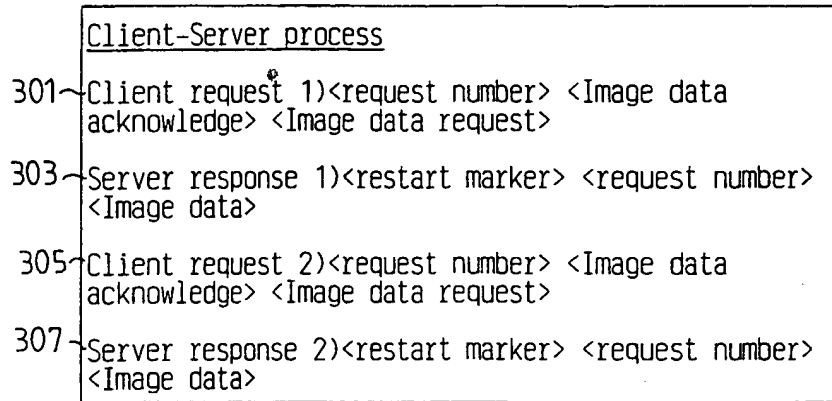 Client-Server process
301 Client request 1)<request number> <Image data
acknowledge> <Image data request>
303 Server response 1)<restart marker> <request number>
<Image data>
305 Client request 2)<request number> <Image data
acknowledge> <Image data request>
307 Server response 2)<restart marker> <request number>
<Image data>